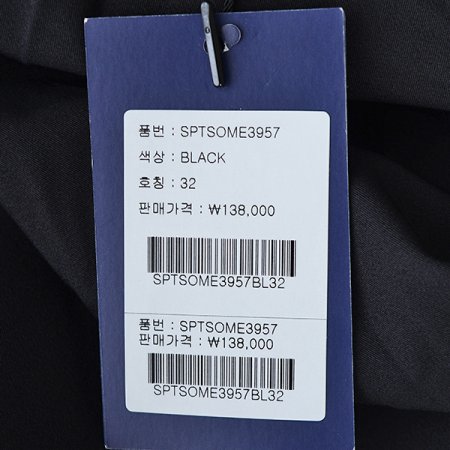 품번 : SPTSOME3957
색상 : BLACK
호칭 : 32
판매가격 : ₩138,000
SPTSOME3957BL32
품번 : SPTSOME3957
판매가격 : ₩138,000
SPTSOME3957BL32